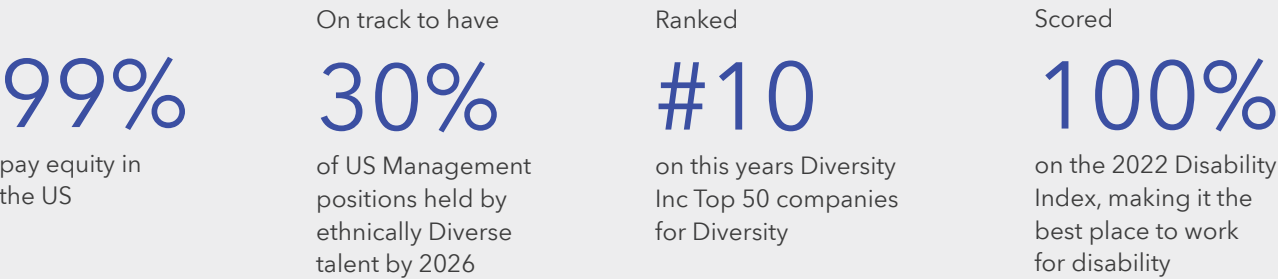 99%
pay equity in
the US
On track to have
30%
of US Management
positions held by
ethnically Diverse
talent by 2026
Ranked
#10
on this years Diversity
Inc Top 50 companies
for Diversity
Scored
100%
on the 2022 Disability
Index, making it the
best place to work
for disability